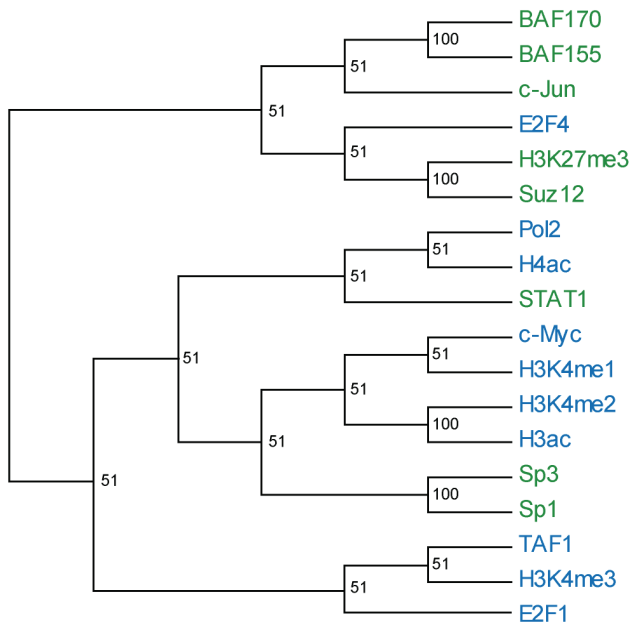 BAF170
100
BAF155
51
c-Jun
51
E2F4
51
H3K27me3
100
Suz12
Pol2
51
H4ac
51
STAT1
c-Myc
51
51
H3K4me1
51
H3K4me2
100
H3ac
51
Sp3
100
Sp1
51
TAF1
51
H3K4me3
51
E2F1